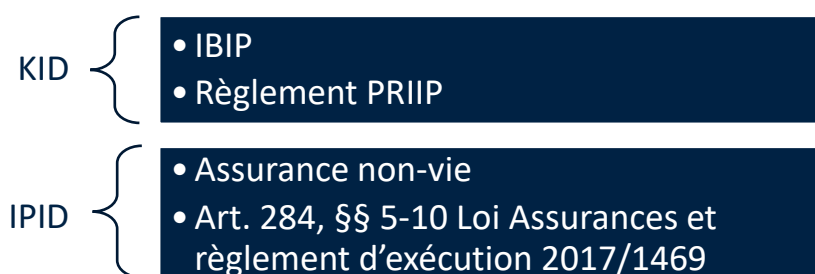 KID
• IBIP
• Règlement PRIIP
IPID
• Assurance non-vie
• Art. 284, §§ 5-10 Loi Assurances et
règlement d’exécution 2017/1469